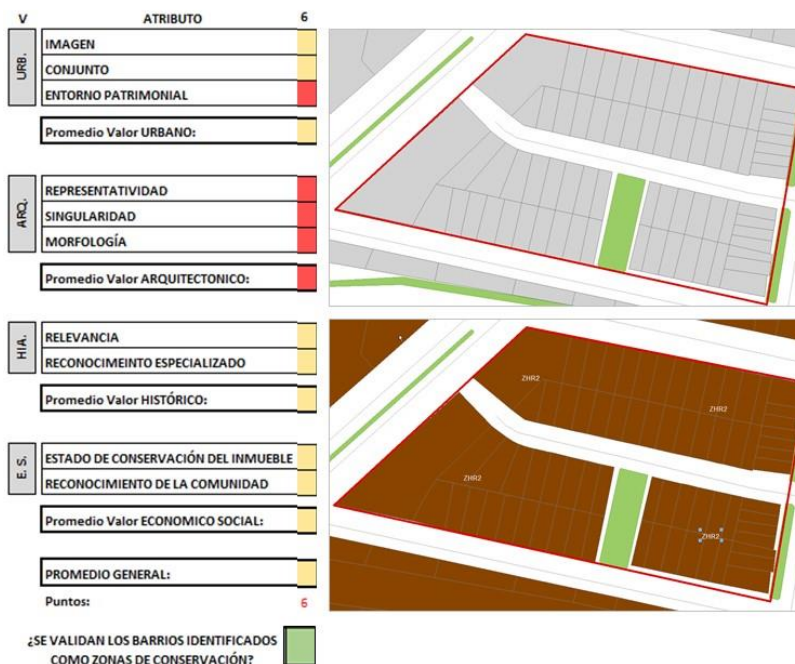 V ATRIBUTO 6
URB.
IMAGEN
CONJUNTO
ENTORNO PATRIMONIAL
Promedio Valor URBANO:
ARQ.
REPRESENTATIVIDAD
SINGULARIDAD
MORFOLOGÍA
Promedio Valor ARQUITECTONICO:
HIA.
RELEVANCIA
RECONOCIMEINTO ESPECIALIZADO
Promedio Valor HISTÓRICO:
E. S.
ESTADO DE CONSERVACIÓN DEL INMUEBLE
RECONOCIMIENTO DE LA COMUNIDAD
Promedio Valor ECONOMICO SOCIAL:
PROMEDIO GENERAL:
Puntos: 6
¿SE VALIDAN LOS BARRIOS IDENTIFICADOS
COMO ZONAS DE CONSERVACIÓN?
ZHR2
ZHR2
ZHR2
ZHR2